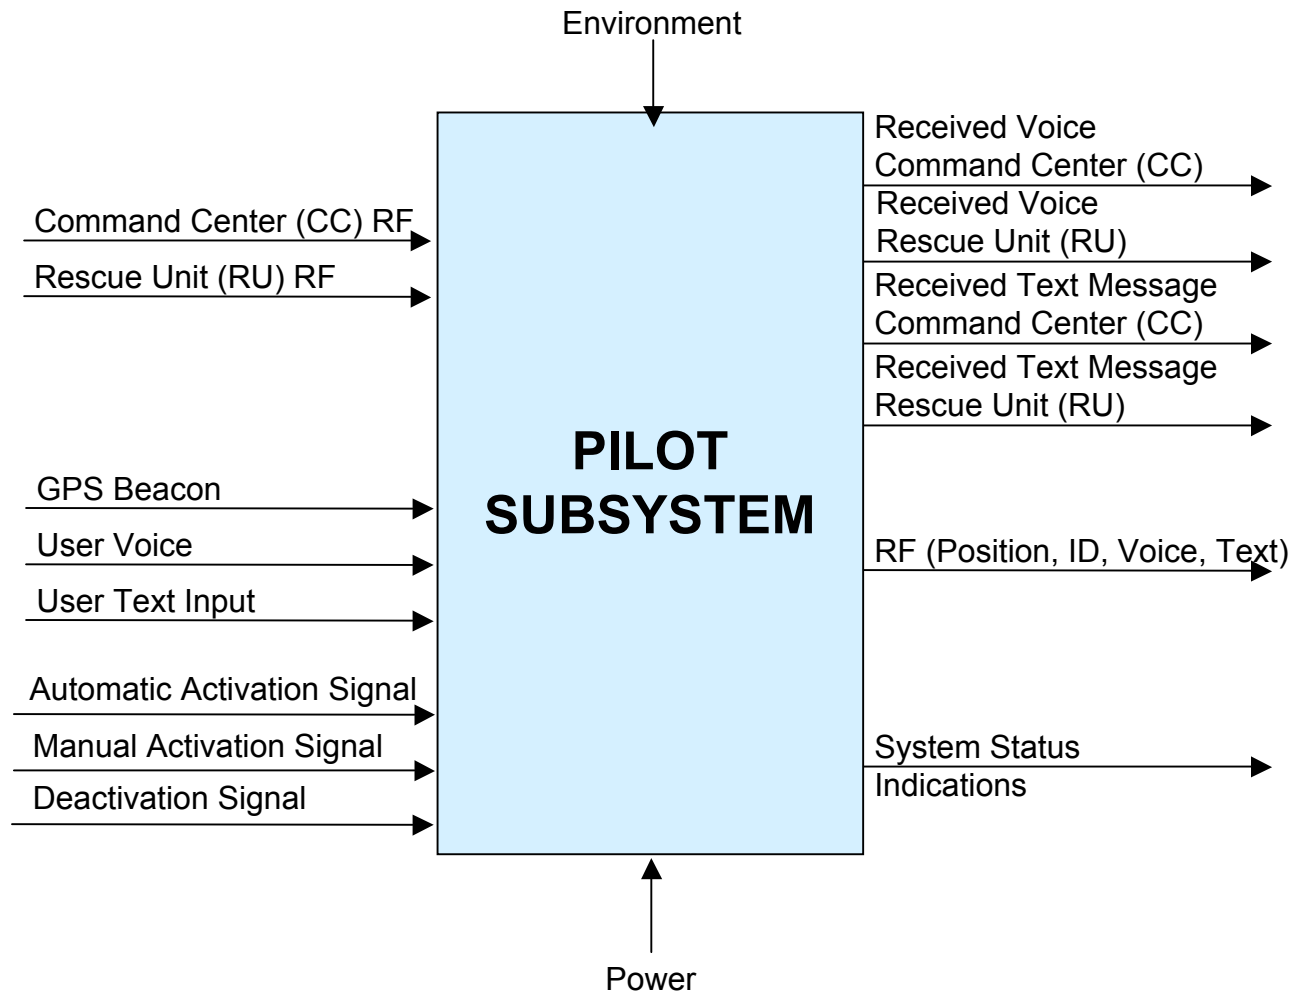 Environment
Command Center (CC) RF
Rescue Unit (RU) RF
GPS Beacon
User Voice
User Text Input
Automatic Activation Signal
Manual Activation Signal
Deactivation Signal
PILOT
SUBSYSTEM
Received Voice
Command Center (CC)
Received Voice
Rescue Unit (RU)
Received Text Message
Command Center (CC)
Received Text Message
Rescue Unit (RU)
RF (Position, ID, Voice, Text)
System Status
Indications
Power